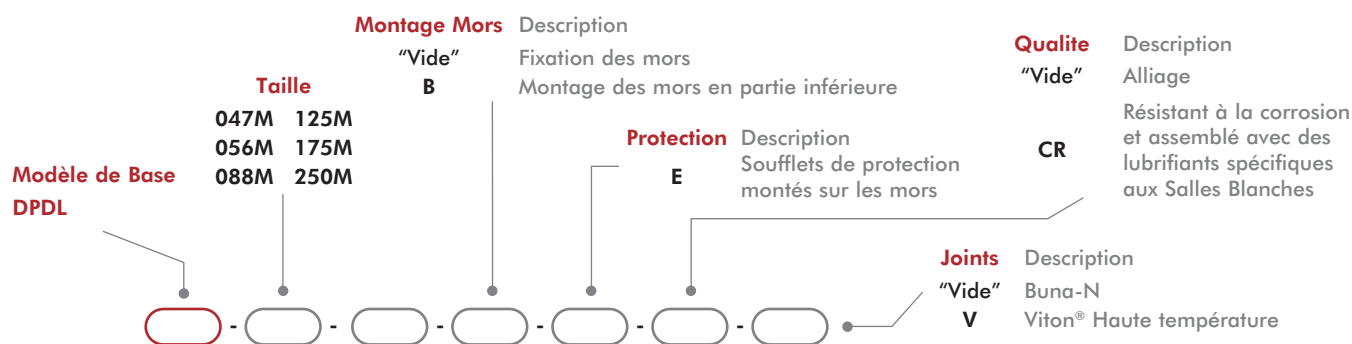 Modèle de Base
DPDL
Taille
047M 125M
056M 175M
088M 250M
Montage Mors Description
“Vide” Fixation des mors
B Montage des mors en partie inférieure
Protection Description
E Soufflets de protection
montés sur les mors
Qualite Description
“Vide” Alliage
CR Résistant à la corrosion
et assemblé avec des
lubrifiants spécifiques
aux Salles Blanches
Joints Description
“Vide” Buna-N
V Viton® Haute température
- - - - - -